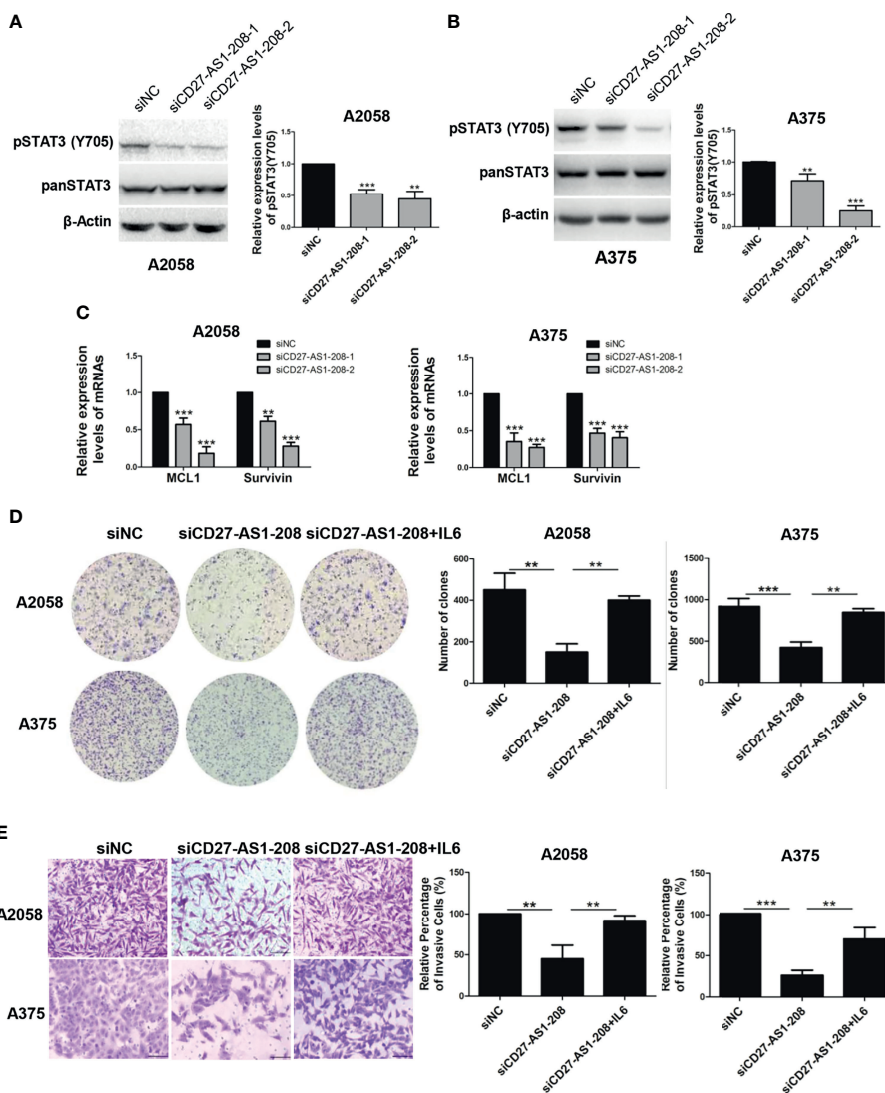 A
siNC
siCD27-AS1-208-1
siCD27-AS1-208-2
pSTAT3 (Y705)
panSTAT3
β-Actin
A2058
A2058
Relative expression levels
of pSTAT3(Y705)
1.5
1.0
0.5
0.0
***
**
siNC
siCD27-AS1-208-1
siCD27-AS1-208-2
B
siNC
siCD27-AS1-208-1
siCD27-AS1-208-2
pSTAT3 (Y705)
panSTAT3
β-actin
A375
A375
Relative expression levels
of pSTAT3(Y705)
1.5
1.0
0.5
0.0
**
***
siNC
siCD27-AS1-208-1
siCD27-AS1-208-2
C
A2058
siNC
siCD27-AS1-208-1
siCD27-AS1-208-2
Relative expression
levels of mRNAs
1.5
1.0
0.5
0.0
*** *** ** ***
MCL1 Survivin
A375
siNC
siCD27-AS1-208-1
siCD27-AS1-208-2
Relative expression
levels of mRNAs
1.5
1.0
0.5
0.0
*** *** *** ***
MCL1 Survivin
D
siNC siCD27-AS1-208 siCD27-AS1-208+IL6
A2058
A375
A2058
Number of clones
600
400
200
0
** **
siNC
siCD27-AS1-208
siCD27-AS1-208+IL6
A375
Number of clones
1500
1000
500
0
*** **
siNC
siCD27-AS1-208
siCD27-AS1-208+IL6
E
siNC siCD27-AS1-208 siCD27-AS1-208+IL6
A2058
A375
A2058
Relative Percentage
of Invasive Cells (%)
150
100
50
0
** **
siNC
siCD27-AS1-208
siCD27-AS1-208+IL6
A375
Relative Percentage
of Invasive Cells (%)
150
100
50
0
*** **
siNC
siCD27-AS1-208
siCD27-AS1-208+IL6